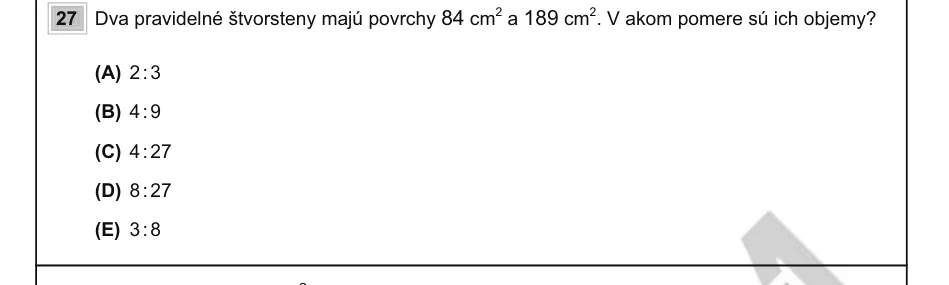 27 Dva pravidelné štvorsteny majú povrchy 84 cm² a 189 cm². V akom pomere sú ich objemy?
(A) 2:3
(B) 4:9
(C) 4:27
(D) 8:27
(E) 3:8